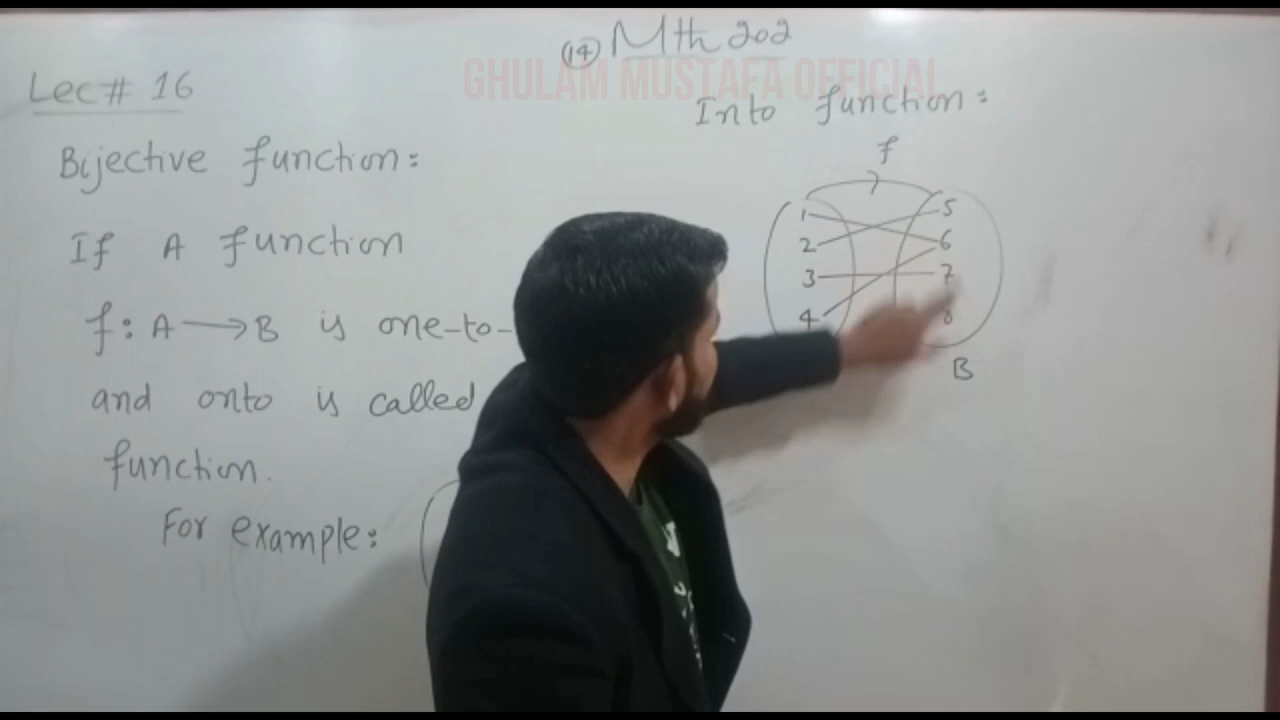 (14) Mth 202
GHULAM MUSTAFA OFFICIAL
Lec# 16
Bijective function:
If A function
f: A → B is one-to-
and onto is called
function.
For example:
Into function:
f
1 5
2 6
3 7
4 8
B